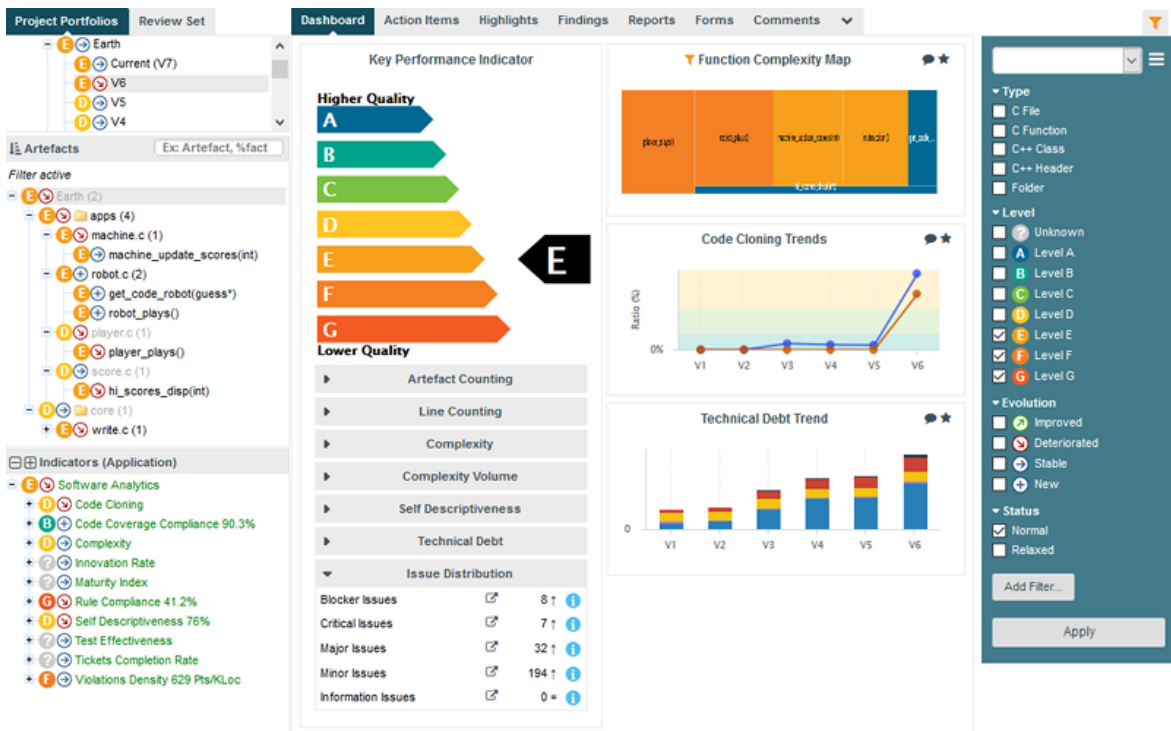 Project Portfolios
Review Set
Earth
Current (V7)
V6
V5
V4
Artefacts
Ex: Artefact, %fact
Filter active
Earth (2)
apps (4)
machine.c (1)
machine_update_scores(int)
robot.c (2)
get_code_robot(guess*)
robot_plays()
player.c (1)
player_plays()
score.c (1)
hi_scores_disp(int)
core (1)
write.c (1)
Indicators (Application)
Software Analytics
Code Cloning
Code Coverage Compliance 90.3%
Complexity
Innovation Rate
Maturity Index
Rule Compliance 41.2%
Self Descriptiveness 76%
Test Effectiveness
Tickets Completion Rate
Violations Density 629 Pts/KLoc
Dashboard
Action Items
Highlights
Findings
Reports
Forms
Comments
Key Performance Indicator
Higher Quality
A
B
C
D
E
F
G
Lower Quality
E
Artefact Counting
Line Counting
Complexity
Complexity Volume
Self Descriptiveness
Technical Debt
Issue Distribution
Blocker Issues 8 ↑
Critical Issues 7 ↑
Major Issues 32 ↑
Minor Issues 194 ↑
Information Issues 0 =
Function Complexity Map
Code Cloning Trends
Ratio (%)
0%
V1 V2 V3 V4 V5 V6
Technical Debt Trend
0
V1 V2 V3 V4 V5 V6
Type
C File
C Function
C++ Class
C++ Header
Folder
Level
? Unknown
A Level A
B Level B
C Level C
D Level D
E Level E
F Level F
G Level G
Evolution
Improved
Deteriorated
Stable
New
Status
Normal
Relaxed
Add Filter...
Apply